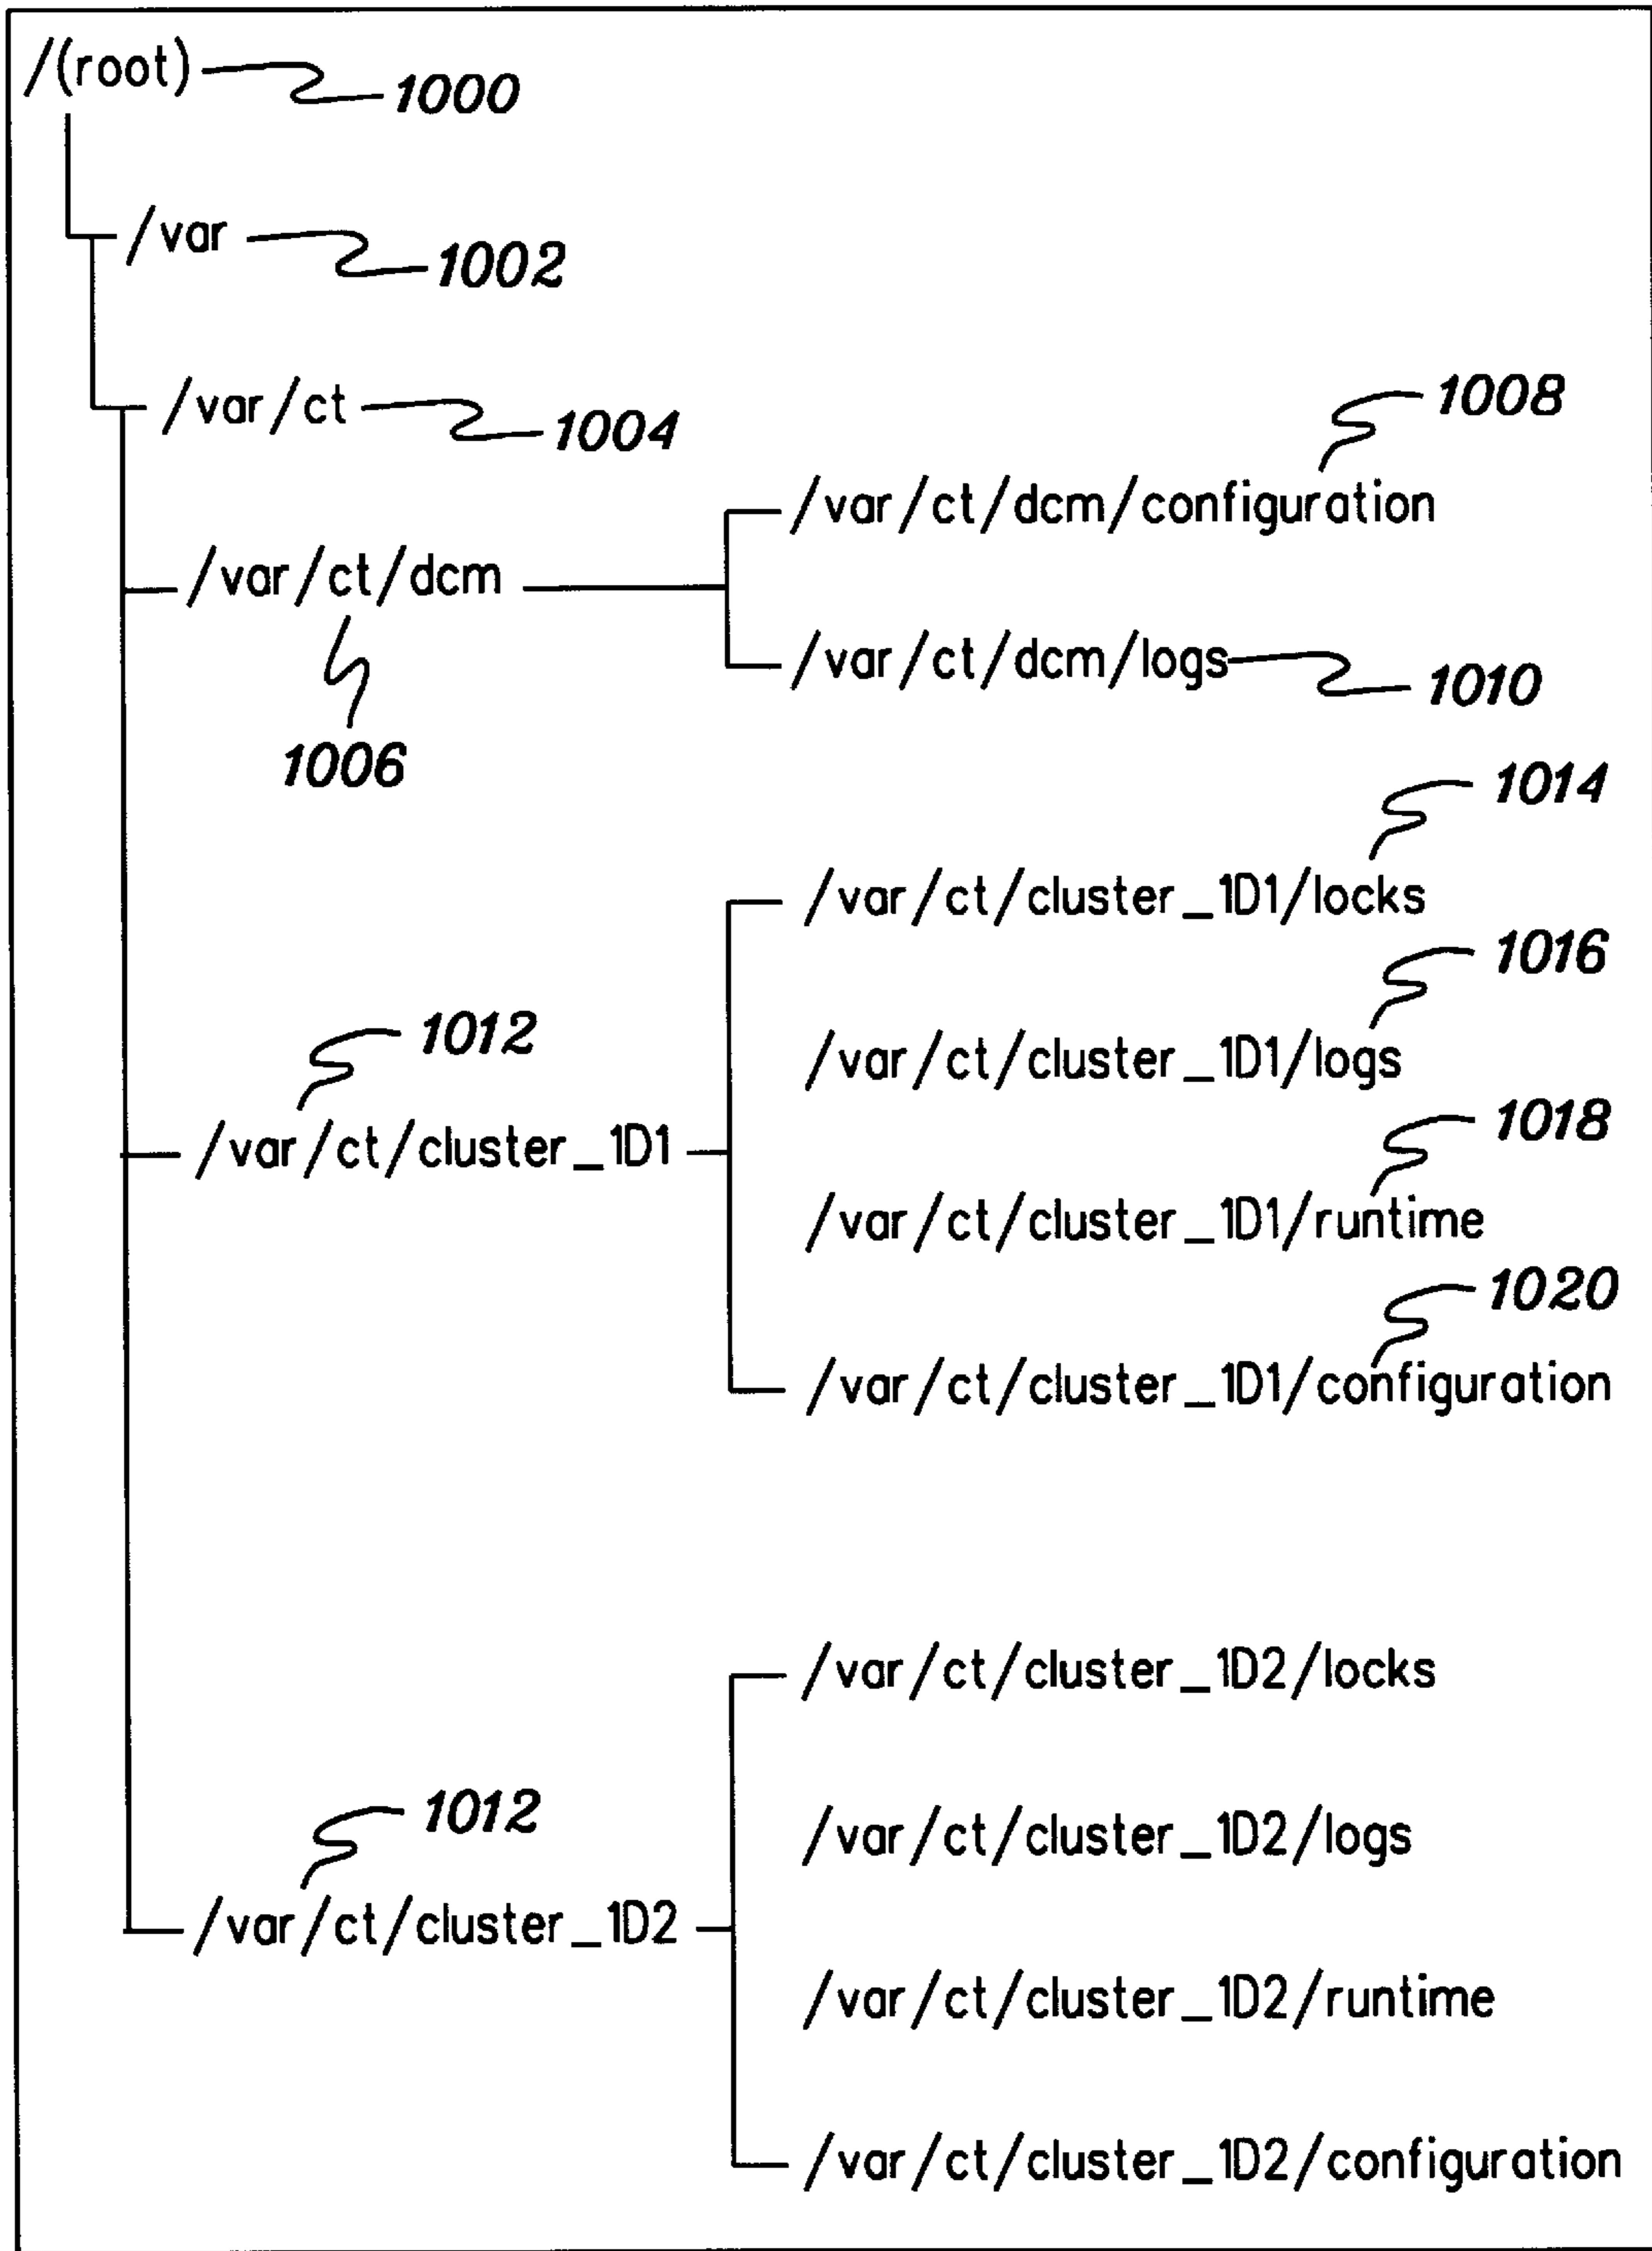 /(root) 1000
/var 1002
/var/ct 1004
1008
/var/ct/dcm/configuration
/var/ct/dcm
/var/ct/dcm/logs 1010
1006
1014
/var/ct/cluster_1D1/locks
1016
/var/ct/cluster_1D1/logs
1012
1018
/var/ct/cluster_1D1
/var/ct/cluster_1D1/runtime
1020
/var/ct/cluster_1D1/configuration
/var/ct/cluster_1D2/locks
1012
/var/ct/cluster_1D2/logs
/var/ct/cluster_1D2
/var/ct/cluster_1D2/runtime
/var/ct/cluster_1D2/configuration